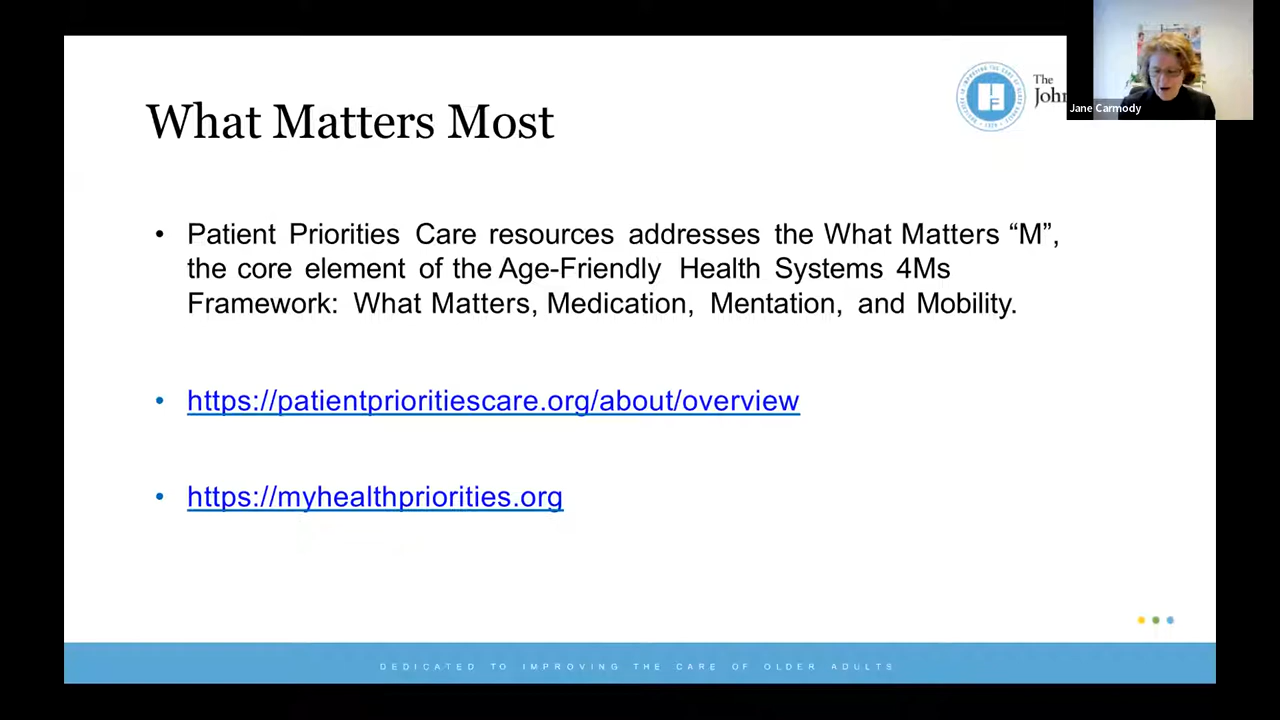 What Matters Most
The
John
Jane Carmody
• Patient Priorities Care resources addresses the What Matters “M”,
the core element of the Age-Friendly Health Systems 4Ms
Framework: What Matters, Medication, Mentation, and Mobility.
• https://patientprioritiescare.org/about/overview
• https://myhealthpriorities.org
DEDICATED TO IMPROVING THE CARE OF OLDER ADULTS